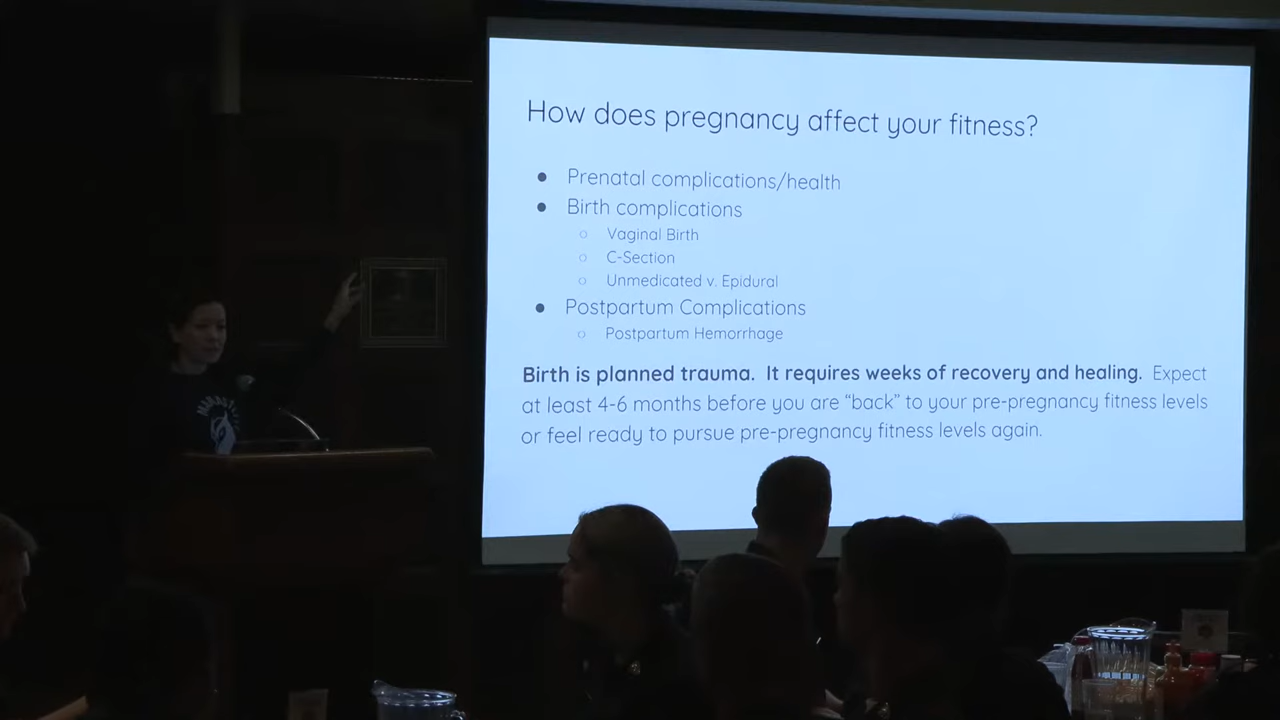 How does pregnancy affect your fitness?
● Prenatal complications/health
● Birth complications
○ Vaginal Birth
○ C-Section
○ Unmedicated v. Epidural
● Postpartum Complications
○ Postpartum Hemorrhage
Birth is planned trauma. It requires weeks of recovery and healing. Expect
at least 4-6 months before you are “back” to your pre-pregnancy fitness levels
or feel ready to pursue pre-pregnancy fitness levels again.